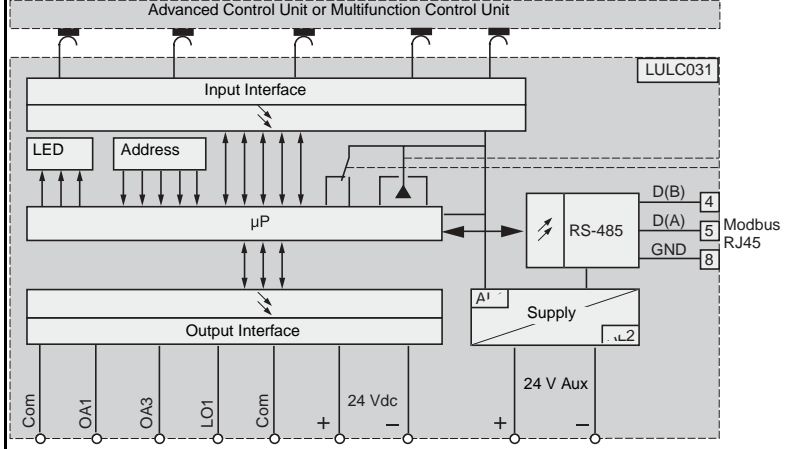 Advanced Control Unit or Multifunction Control Unit
LULC031
Input Interface
LED
Address
µP
RS-485
D(B)
4
D(A)
5
GND
8
Modbus
RJ45
Supply
Output Interface
Com
OA1
OA3
LO1
Com
24 Vdc
+
−
24 V Aux
+
−